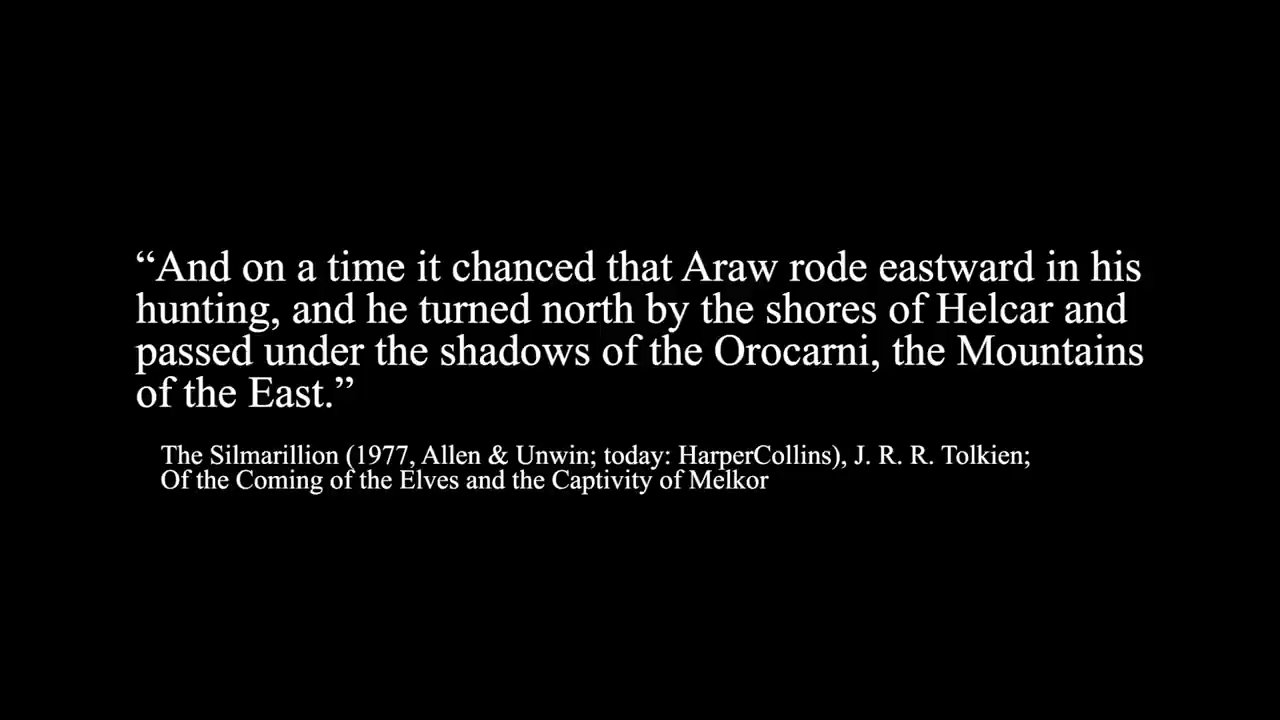 “And on a time it chanced that Araw rode eastward in his
hunting, and he turned north by the shores of Helcar and
passed under the shadows of the Orocarni, the Mountains
of the East.”
The Silmarillion (1977, Allen & Unwin; today: HarperCollins), J. R. R. Tolkien;
Of the Coming of the Elves and the Captivity of Melkor